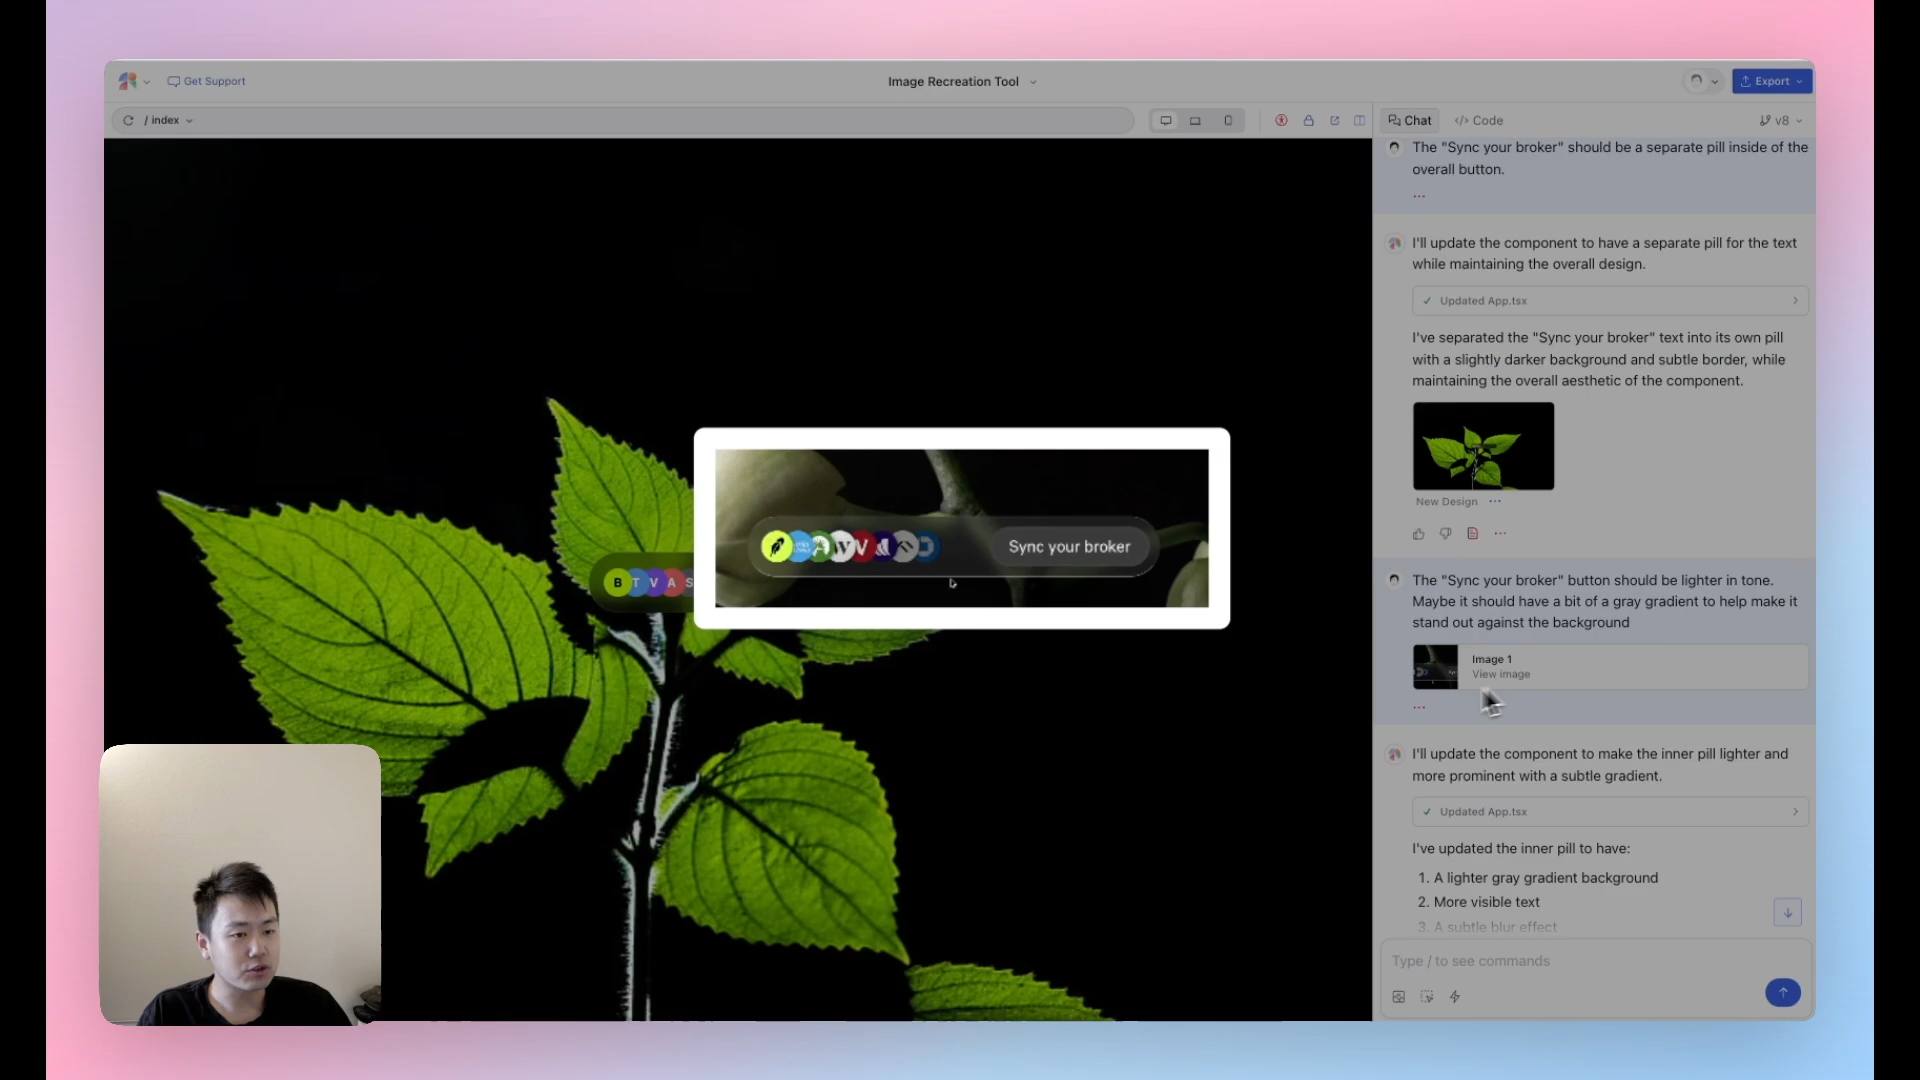 Get Support
Image Recreation Tool
Export
/ index
Chat
Code
v8
The "Sync your broker" should be a separate pill inside of the
overall button.
I'll update the component to have a separate pill for the text
while maintaining the overall design.
Updated App.tsx
I've separated the "Sync your broker" text into its own pill
with a slightly darker background and subtle border, while
maintaining the overall aesthetic of the component.
New Design
The "Sync your broker" button should be lighter in tone.
Maybe it should have a bit of a gray gradient to help make it
stand out against the background
Image 1
View image
I'll update the component to make the inner pill lighter and
more prominent with a subtle gradient.
Updated App.tsx
I've updated the inner pill to have:
1. A lighter gray gradient background
2. More visible text
3. A subtle blur effect
Type / to see commands
B T V A S
W V
Sync your broker